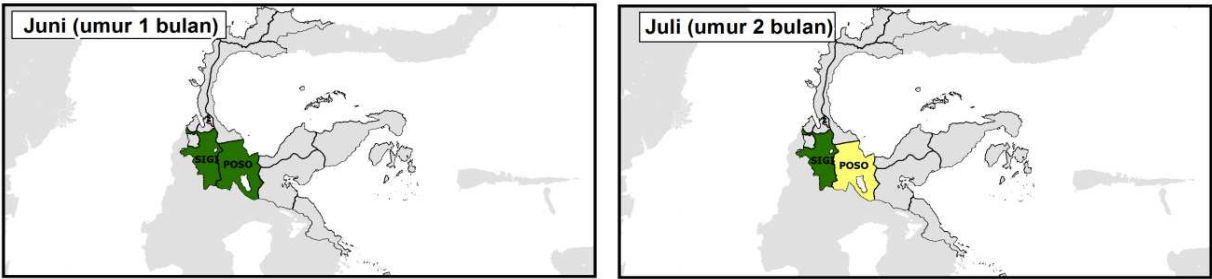 Juni (umur 1 bulan)
SIGI
POSO
Juli (umur 2 bulan)
SIGI
POSO